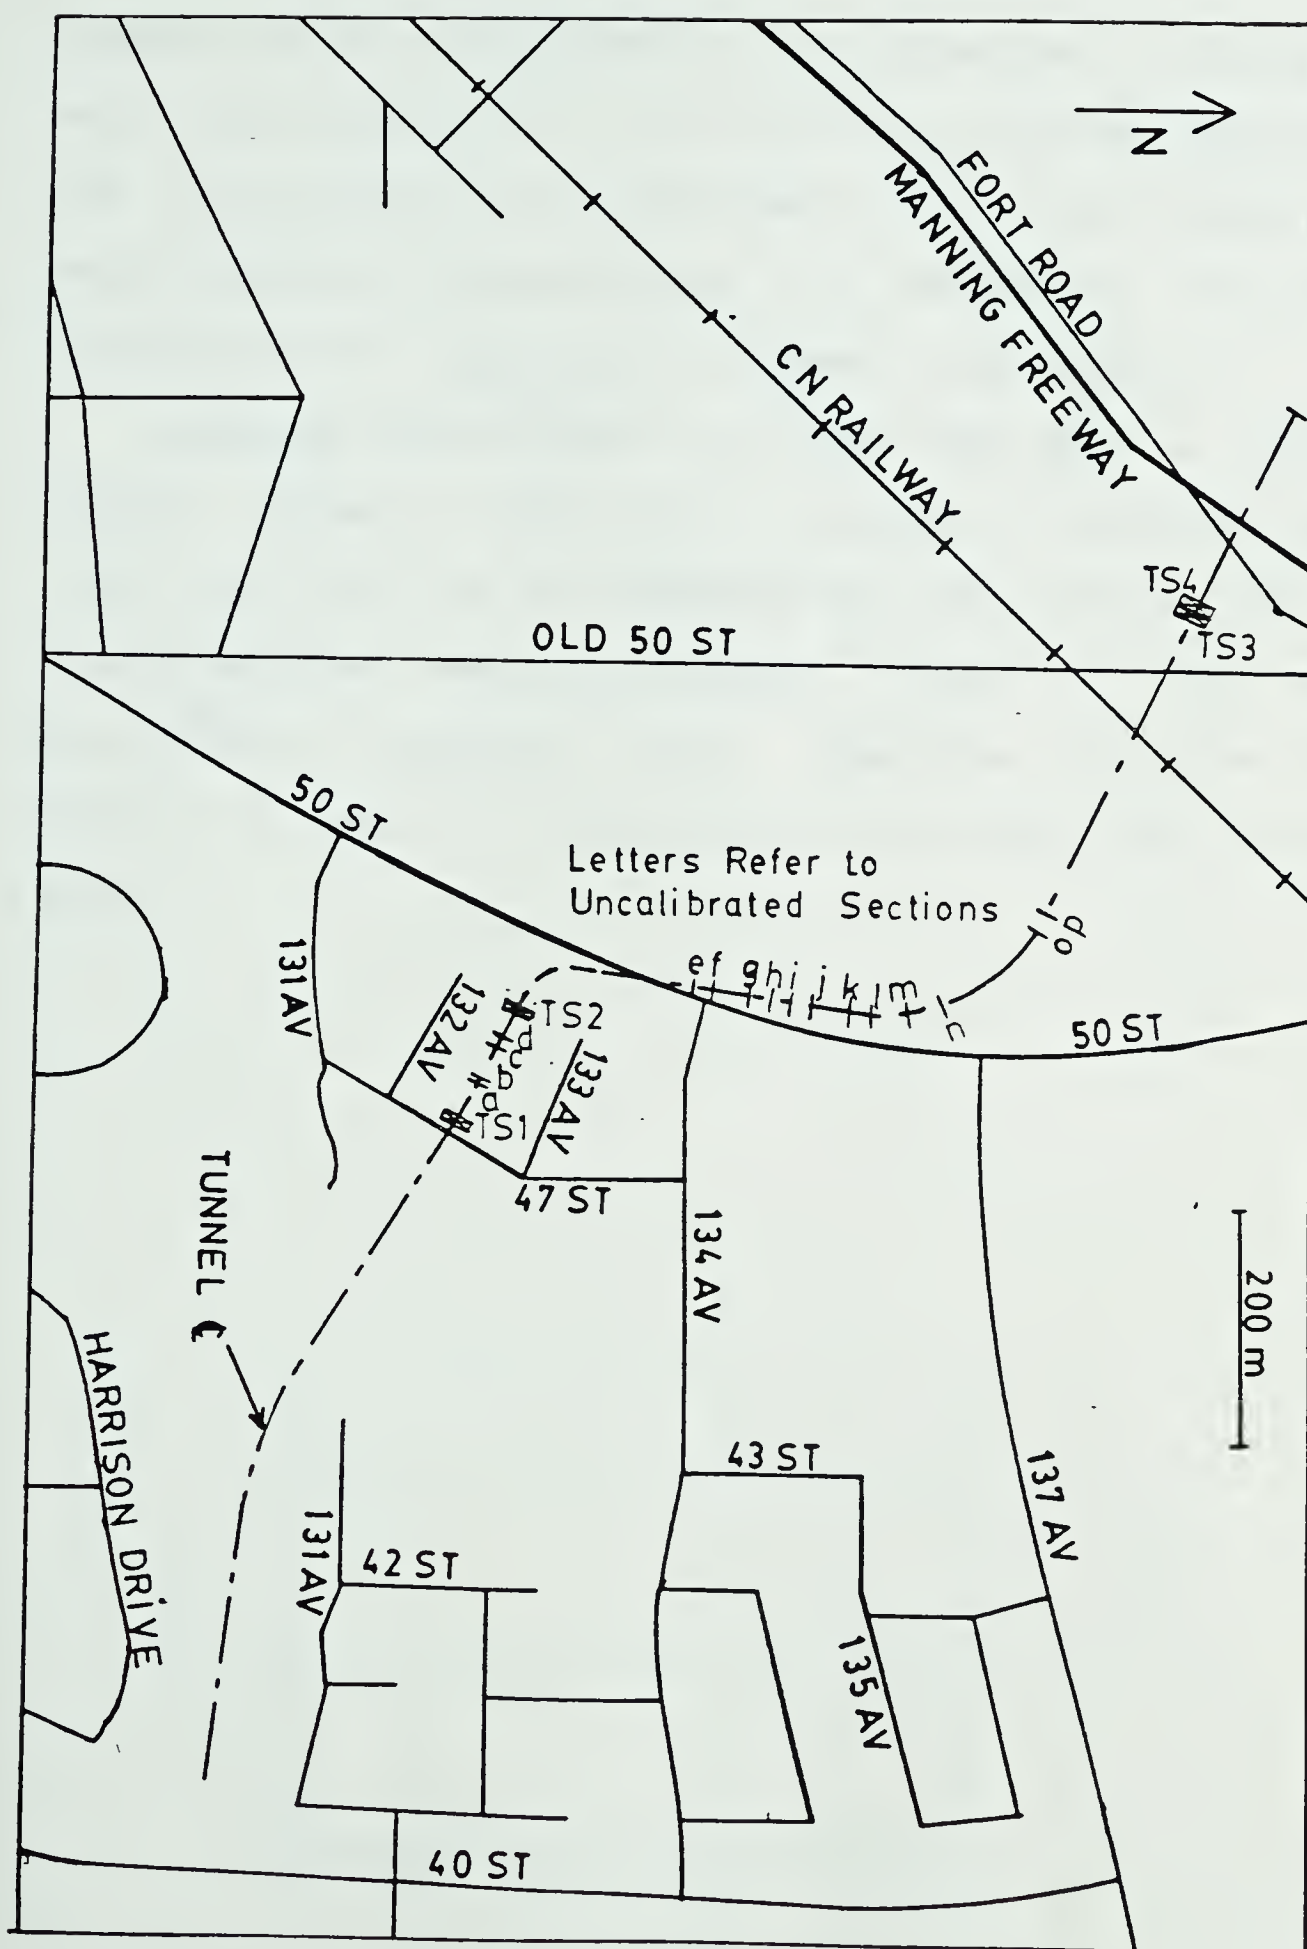 N
FORT ROAD
MANNING FREEWAY
CN RAILWAY
TS4
TS3
OLD 50 ST
50 ST
Letters Refer to
Uncalibrated Sections
p
o
e f g h i j k l m
n
50 ST
131 AV
132 AV
TS2
d
c
b
a
TS1
133 AV
47 ST
TUNNEL ℄
134 AV
200 m
HARRISON DRIVE
43 ST
137 AV
131 AV
42 ST
135 AV
40 ST